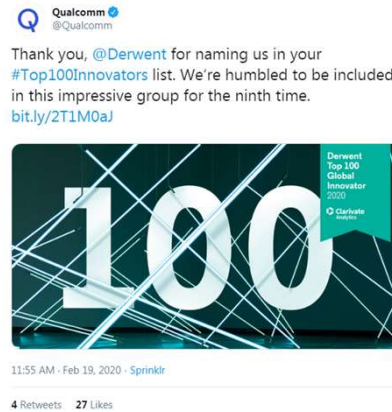 Qualcomm
@Qualcomm
Thank you, @Derwent for naming us in your
#Top100Innovators list. We're humbled to be included
in this impressive group for the ninth time.
bit.ly/2T1M0aJ
100
Derwent
Top 100
Global
Innovator
2020
Clarivate
Analytics
11:55 AM · Feb 19, 2020 · Sprinklr
4 Retweets 27 Likes